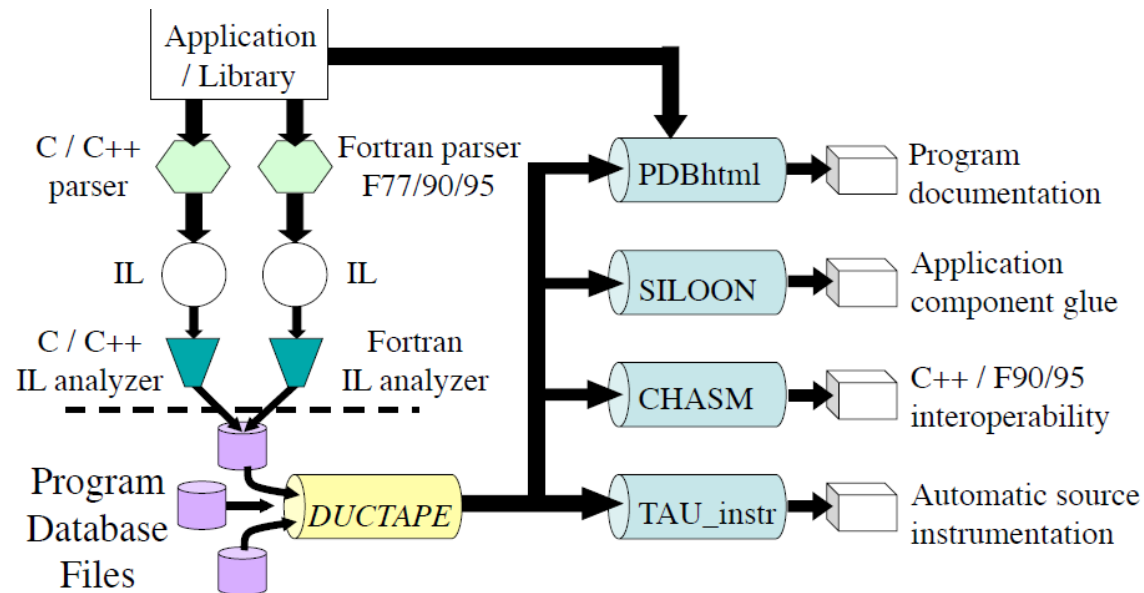 Application
/ Library
C / C++
parser
Fortran parser
F77/90/95
IL
IL
C / C++
IL analyzer
Fortran
IL analyzer
Program
Database
Files
DUCTAPE
PDBhtml
Program
documentation
SILOON
Application
component glue
CHASM
C++ / F90/95
interoperability
TAU_instr
Automatic source
instrumentation